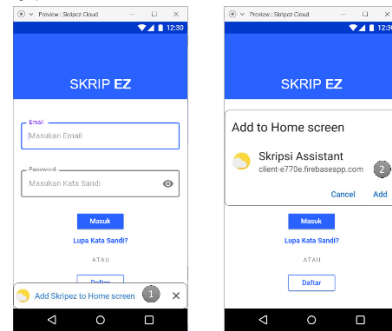 Preview: Skripez Cloud
12:30
SKRIP EZ
Email
Masukan Email
Password
Masukan Kata Sandi
Masuk
Lupa Kata Sandi?
ATAU
Daftar
Add Skripez to Home screen
1
Preview: Skripez Cloud
12:30
SKRIP EZ
Add to Home screen
Skripsi Assistant
client-e770e.firebaseapp.com
2
Cancel
Add
Masuk
Lupa Kata Sandi?
ATAU
Daftar